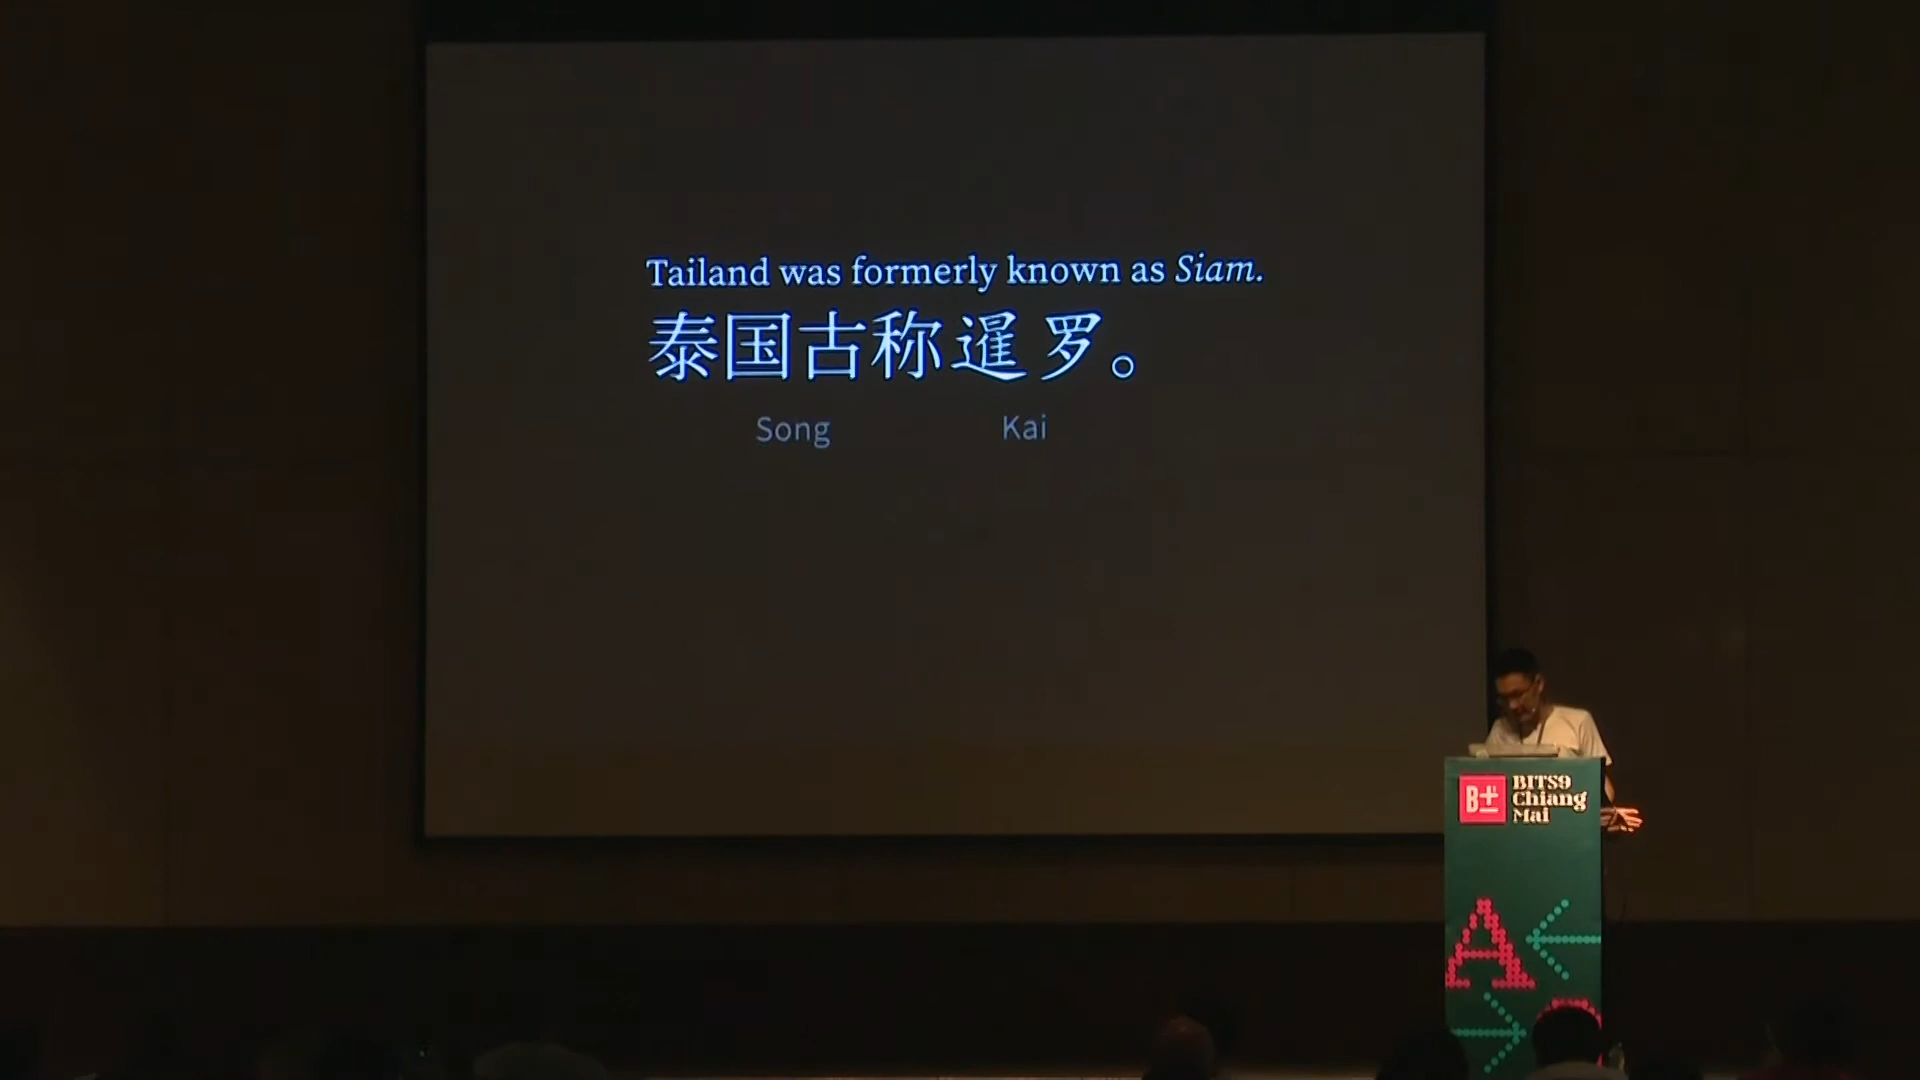 Tailand was formerly known as Siam.
泰国古称暹罗。
Song Kai
B+
BITS9
Chiang
Mai
A